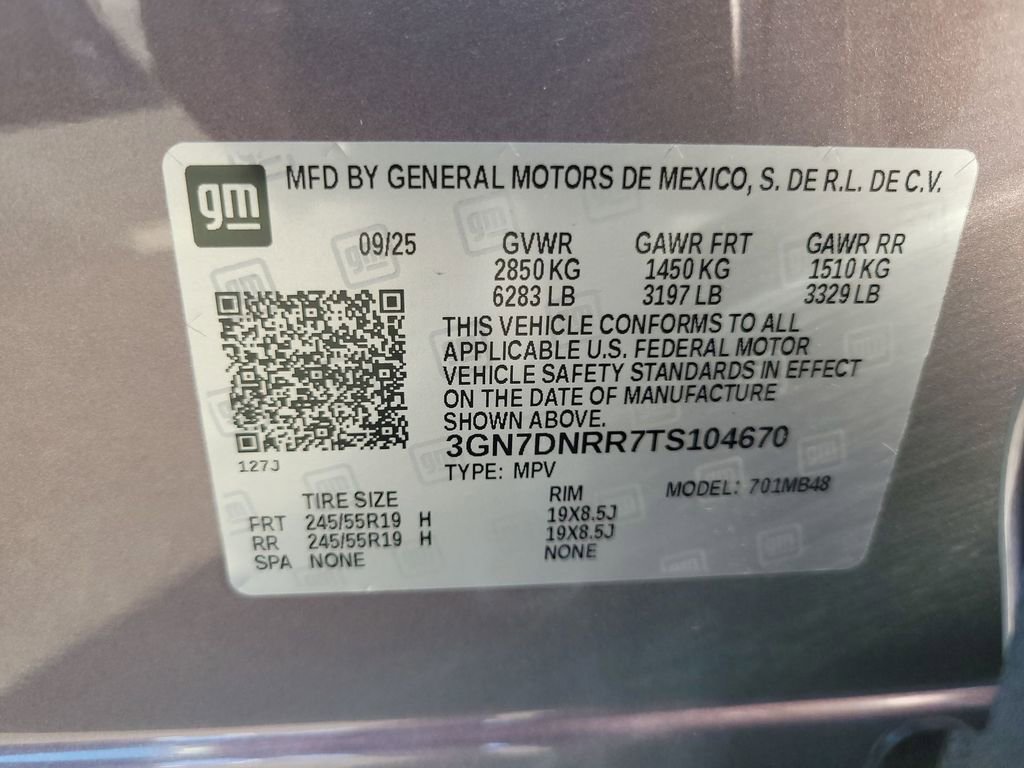 gm
MFD BY GENERAL MOTORS DE MEXICO, S. DE R.L. DE C.V.
09/25 GVWR GAWR FRT GAWR RR
2850 KG 1450 KG 1510 KG
6283 LB 3197 LB 3329 LB
THIS VEHICLE CONFORMS TO ALL
APPLICABLE U.S. FEDERAL MOTOR
VEHICLE SAFETY STANDARDS IN EFFECT
ON THE DATE OF MANUFACTURE
SHOWN ABOVE.
3GN7DNRR7TS104670
127J
TYPE: MPV MODEL: 701MB48
TIRE SIZE RIM
FRT 245/55R19 H 19X8.5J
RR 245/55R19 H 19X8.5J
SPA NONE NONE